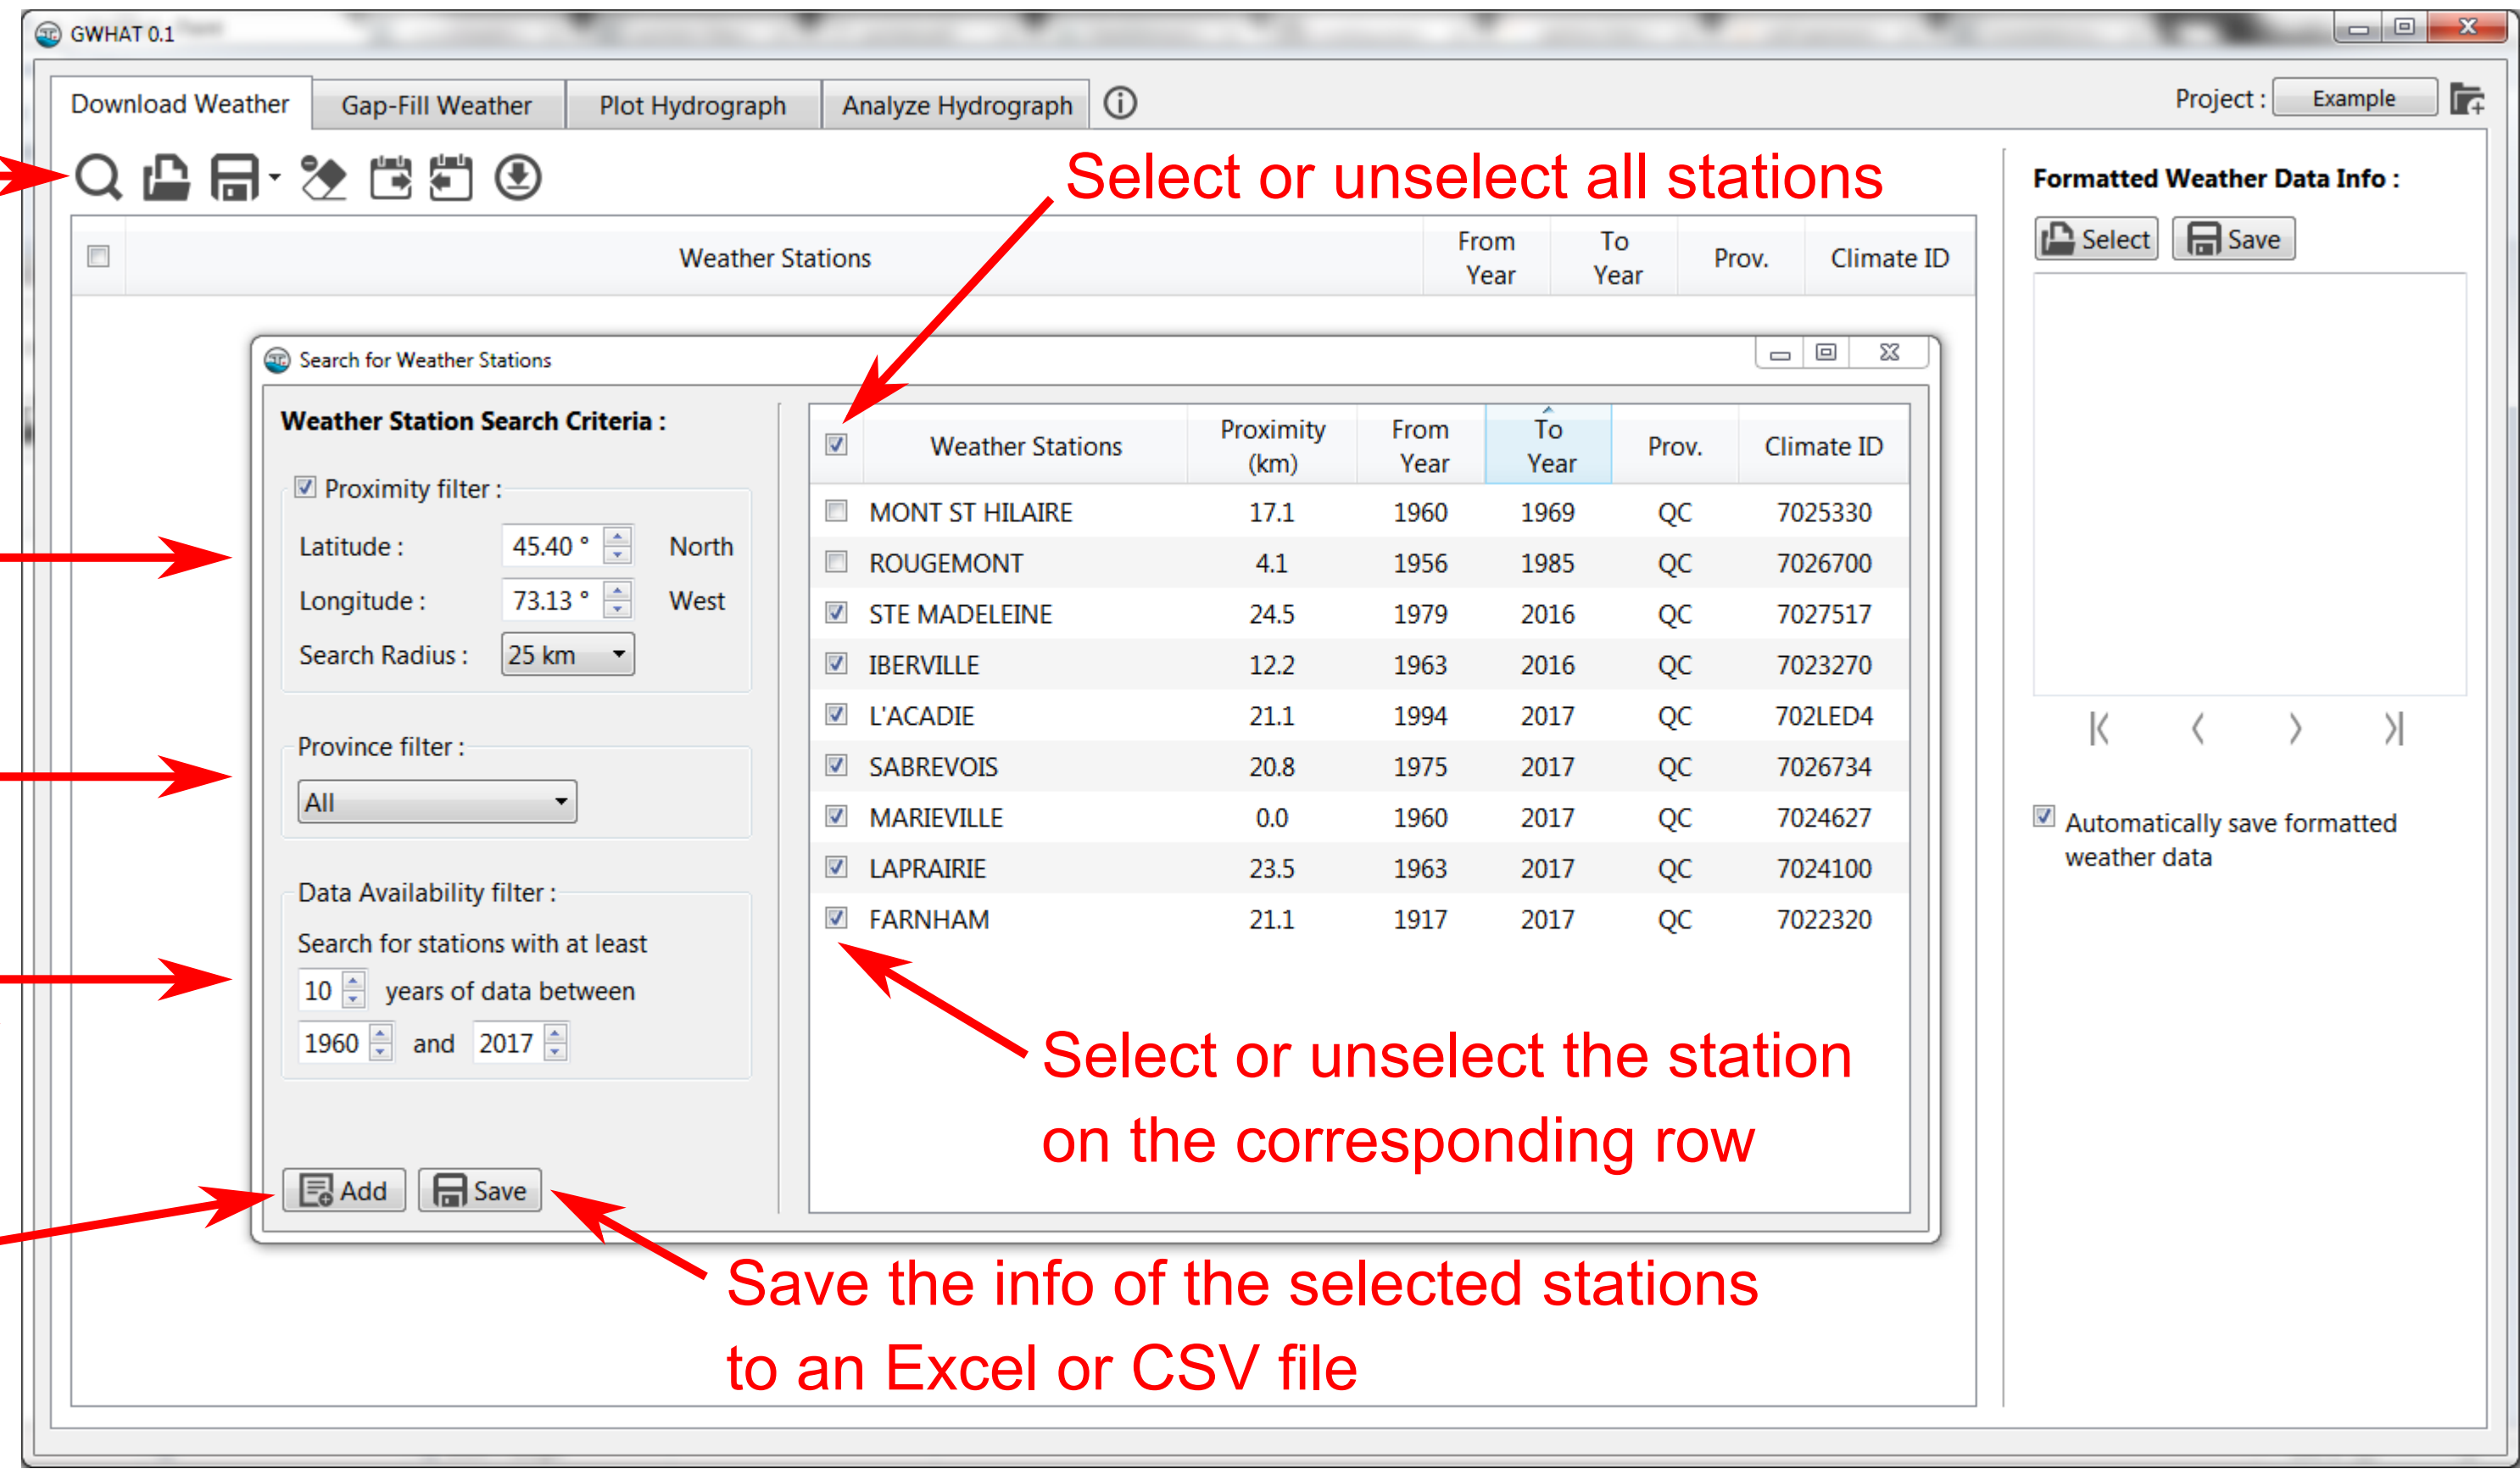 GWHAT 0.1
Download Weather
Gap-Fill Weather
Plot Hydrograph
Analyze Hydrograph
Project :
Example
Select or unselect all stations
Weather Stations
From Year
To Year
Prov.
Climate ID
Search for Weather Stations
Weather Station Search Criteria :
Proximity filter :
Latitude : 45.40 ° North
Longitude : 73.13 ° West
Search Radius : 25 km
Province filter :
All
Data Availability filter :
Search for stations with at least
10 years of data between
1960 and 2017
Add
Save
Weather Stations Proximity (km) From Year To Year Prov. Climate ID
MONT ST HILAIRE 17.1 1960 1969 QC 7025330
ROUGEMONT 4.1 1956 1985 QC 7026700
STE MADELEINE 24.5 1979 2016 QC 7027517
IBERVILLE 12.2 1963 2016 QC 7023270
L'ACADIE 21.1 1994 2017 QC 702LED4
SABREVOIS 20.8 1975 2017 QC 7026734
MARIEVILLE 0.0 1960 2017 QC 7024627
LAPRAIRIE 23.5 1963 2017 QC 7024100
FARNHAM 21.1 1917 2017 QC 7022320
Select or unselect the station
on the corresponding row
Save the info of the selected stations
to an Excel or CSV file
Formatted Weather Data Info :
Select
Save
Automatically save formatted
weather data